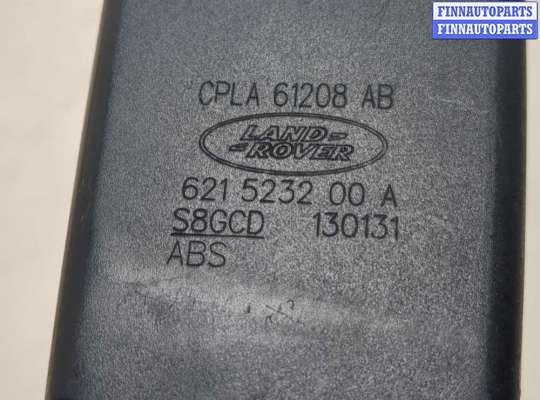 FINNAUTOPARTS
FINNAUTOPARTS
CPLA 61208 AB
LAND
ROVER
621 5232 00 A
S8GCD 130131
ABS